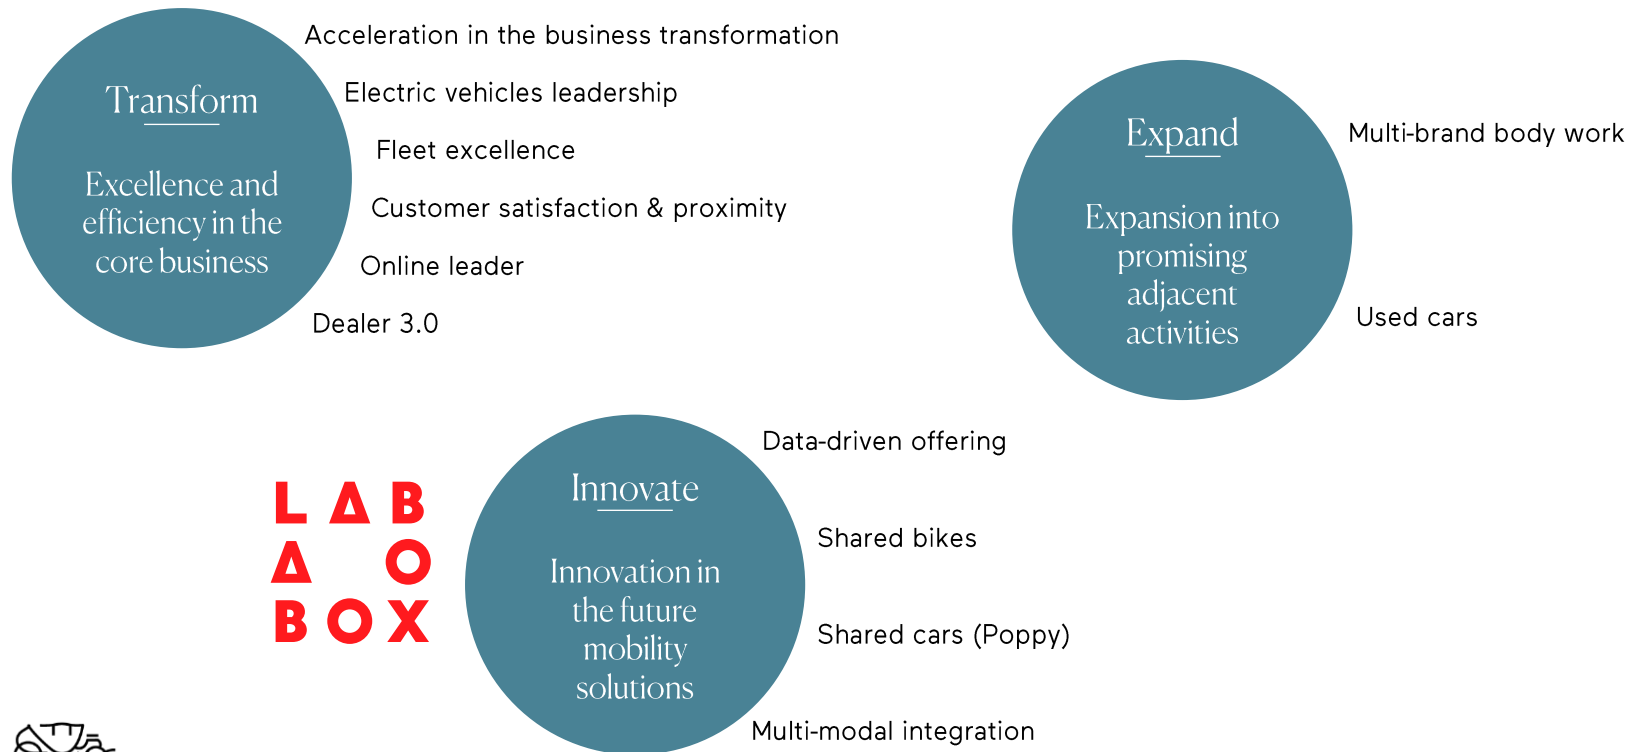 Transform
Excellence and
efficiency in the
core business
Acceleration in the business transformation
Electric vehicles leadership
Fleet excellence
Customer satisfaction & proximity
Online leader
Dealer 3.0
Expand
Expansion into
promising
adjacent
activities
Multi-brand body work
Used cars
LAB
A O
BOX
Innovate
Innovation in
the future
mobility
solutions
Data-driven offering
Shared bikes
Shared cars (Poppy)
Multi-modal integration